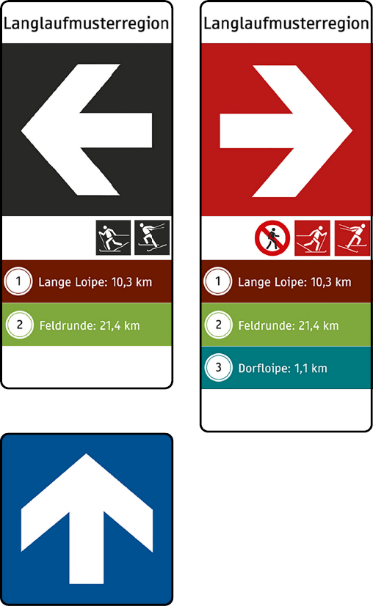 Langlaufmusterregion
1 Lange Loipe: 10,3 km
2 Feldrunde: 21,4 km
Langlaufmusterregion
1 Lange Loipe: 10,3 km
2 Feldrunde: 21,4 km
3 Dorfloipe: 1,1 km